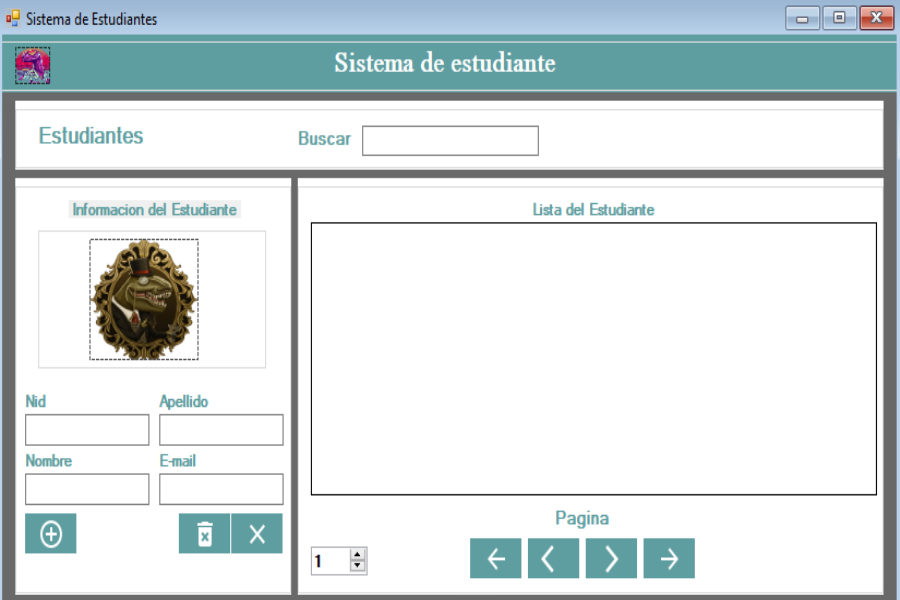 Sistema de Estudiantes
Sistema de estudiante
Estudiantes
Buscar
Informacion del Estudiante
Nid
Apellido
Nombre
E-mail
Lista del Estudiante
Pagina
1